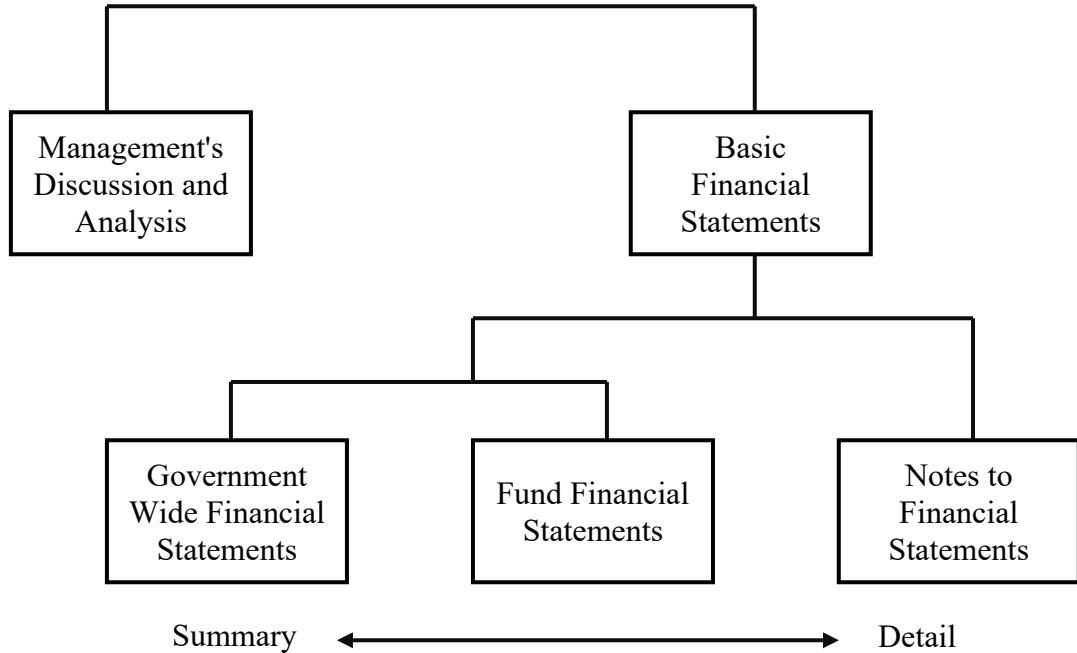 Management's
Discussion and
Analysis
Basic
Financial
Statements
Government
Wide Financial
Statements
Fund Financial
Statements
Notes to
Financial
Statements
Summary
Detail